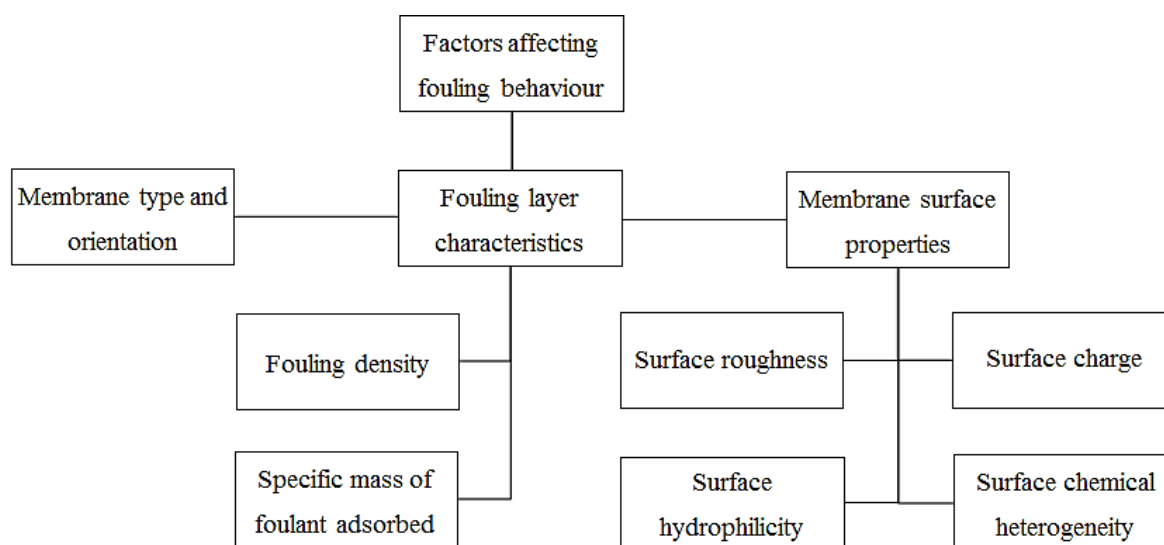 Factors affecting
fouling behaviour
Membrane type and
orientation
Fouling layer
characteristics
Membrane surface
properties
Fouling density
Surface roughness
Surface charge
Specific mass of
foulant adsorbed
Surface
hydrophilicity
Surface chemical
heterogeneity